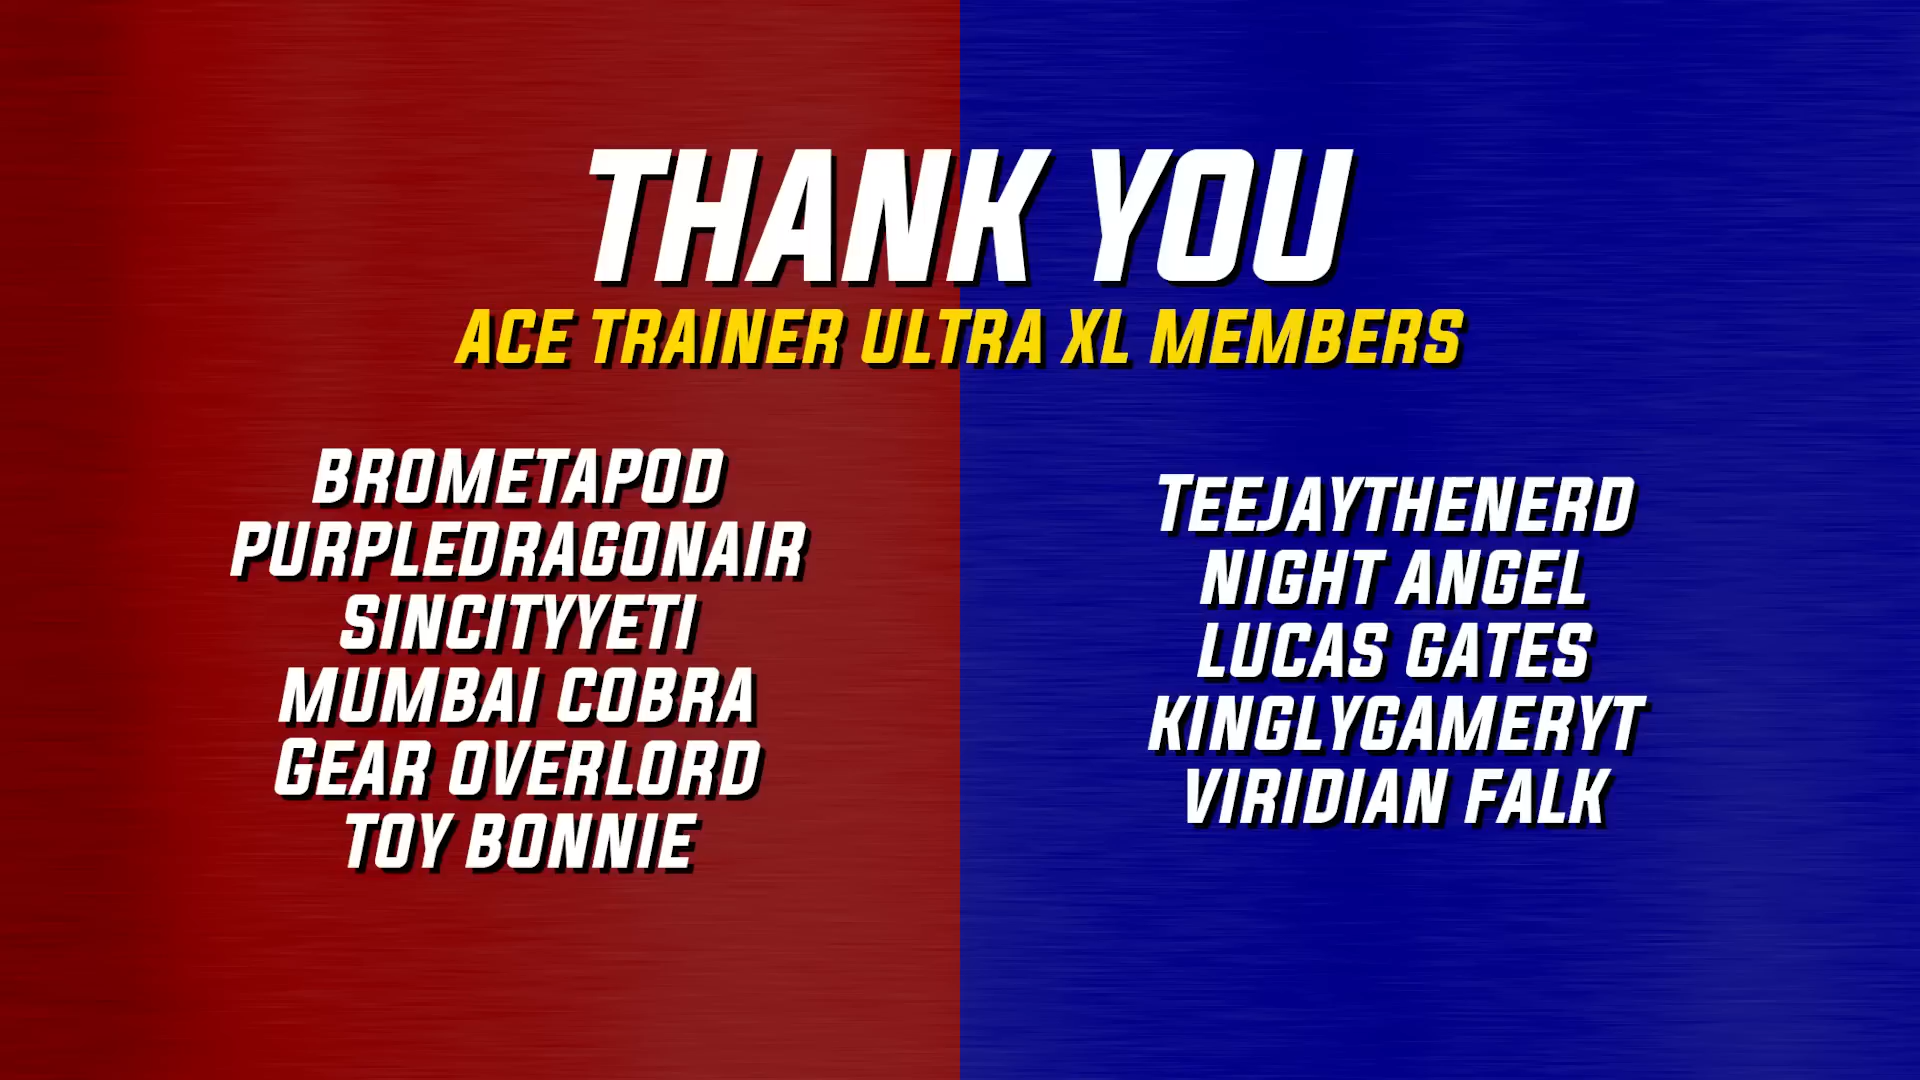 THANK YOU
ACE TRAINER ULTRA XL MEMBERS
BROMETAPOD
PURPLEDRAGONAIR
SINCITYYETI
MUMBAI COBRA
GEAR OVERLORD
TOY BONNIE
TEEJAYTHENERD
NIGHT ANGEL
LUCAS GATES
KINGLYGAMERYT
VIRIDIAN FALK